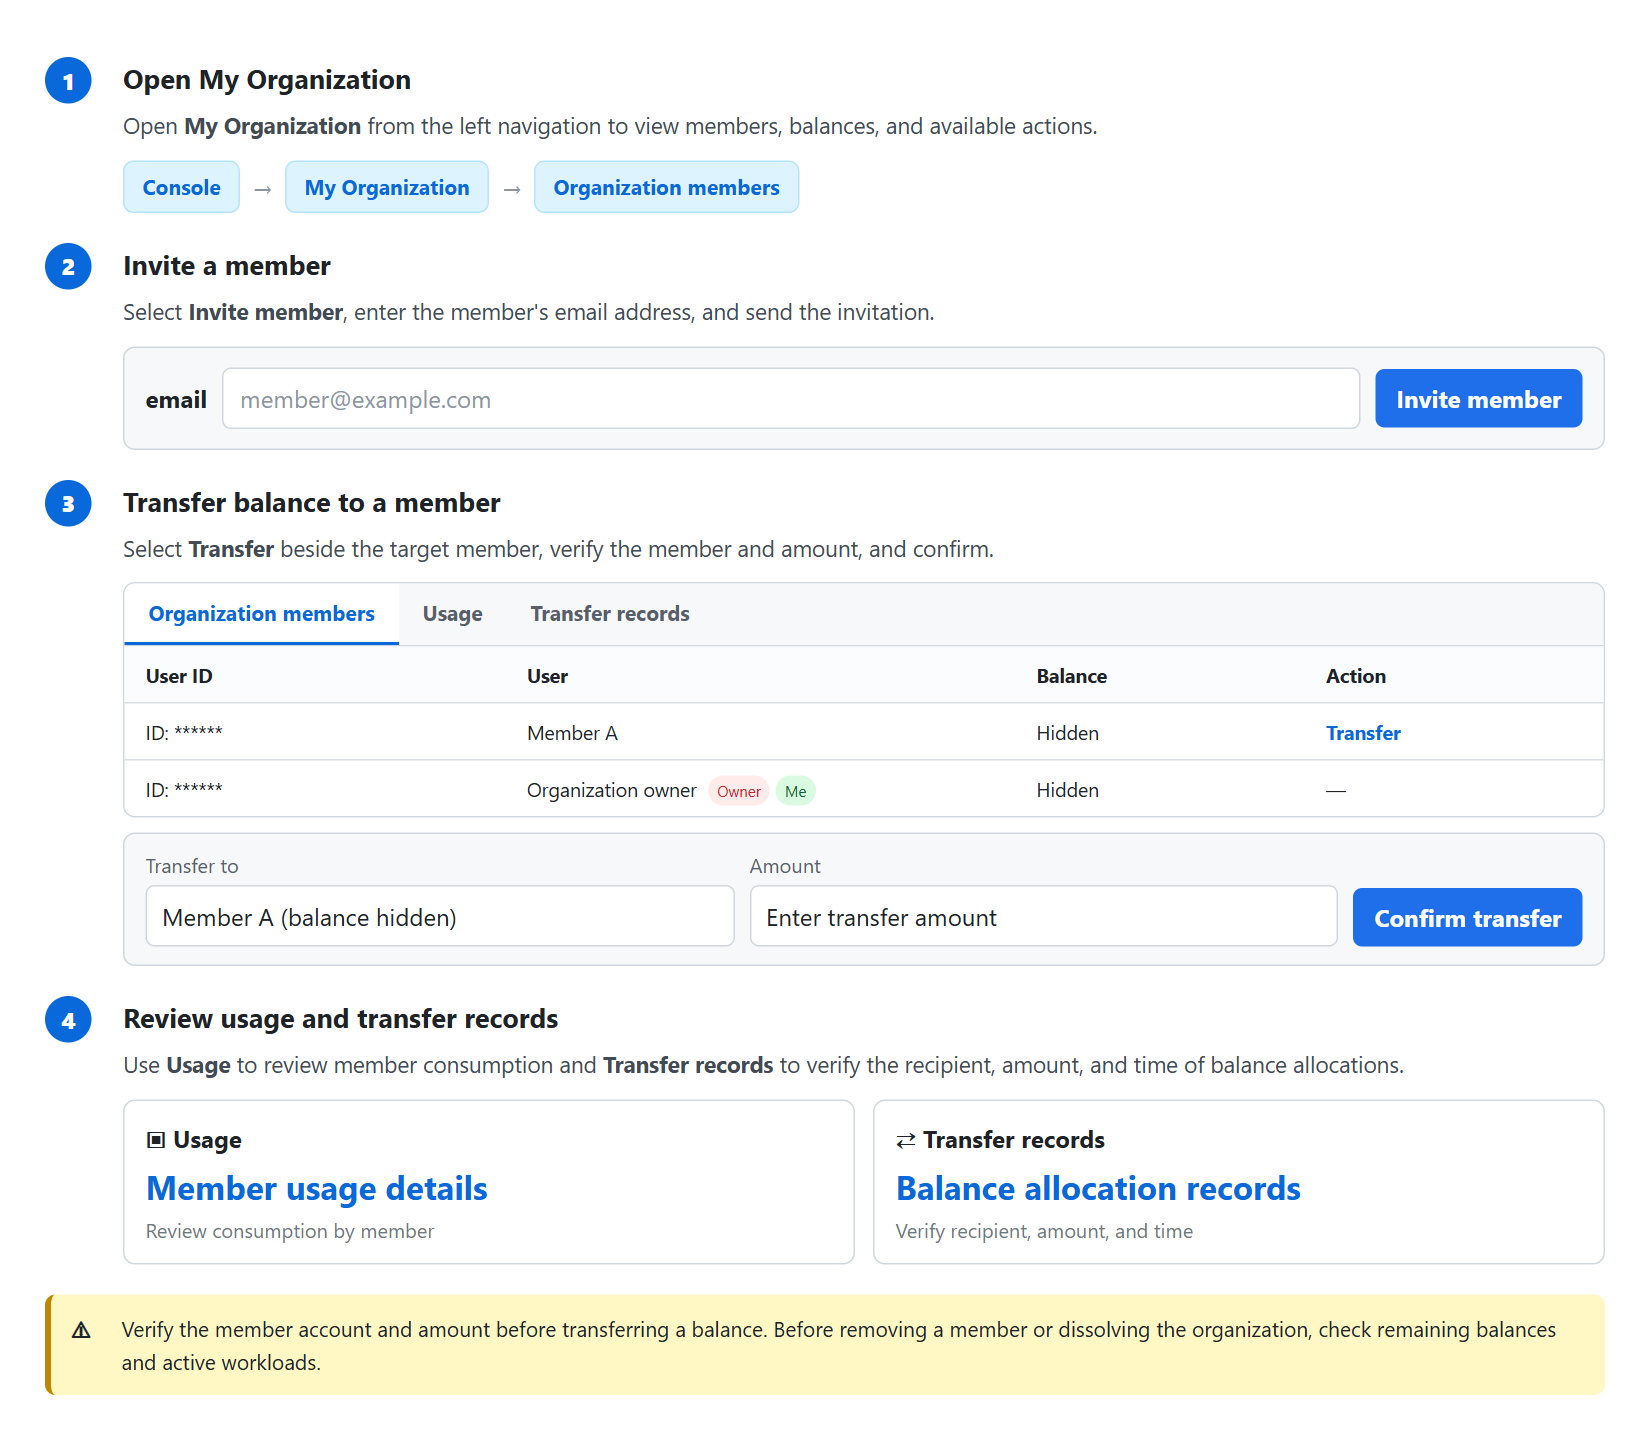 1
Open My Organization
Open My Organization from the left navigation to view members, balances, and available actions.
Console → My Organization → Organization members
2
Invite a member
Select Invite member, enter the member's email address, and send the invitation.
email member@example.com Invite member
3
Transfer balance to a member
Select Transfer beside the target member, verify the member and amount, and confirm.
Organization members Usage Transfer records
User ID User Balance Action
ID: ****** Member A Hidden Transfer
ID: ****** Organization owner Owner Me Hidden —
Transfer to Amount
Member A (balance hidden) Enter transfer amount Confirm transfer
4
Review usage and transfer records
Use Usage to review member consumption and Transfer records to verify the recipient, amount, and time of balance allocations.
▣ Usage
Member usage details
Review consumption by member
⇄ Transfer records
Balance allocation records
Verify recipient, amount, and time
⚠ Verify the member account and amount before transferring a balance. Before removing a member or dissolving the organization, check remaining balances
and active workloads.